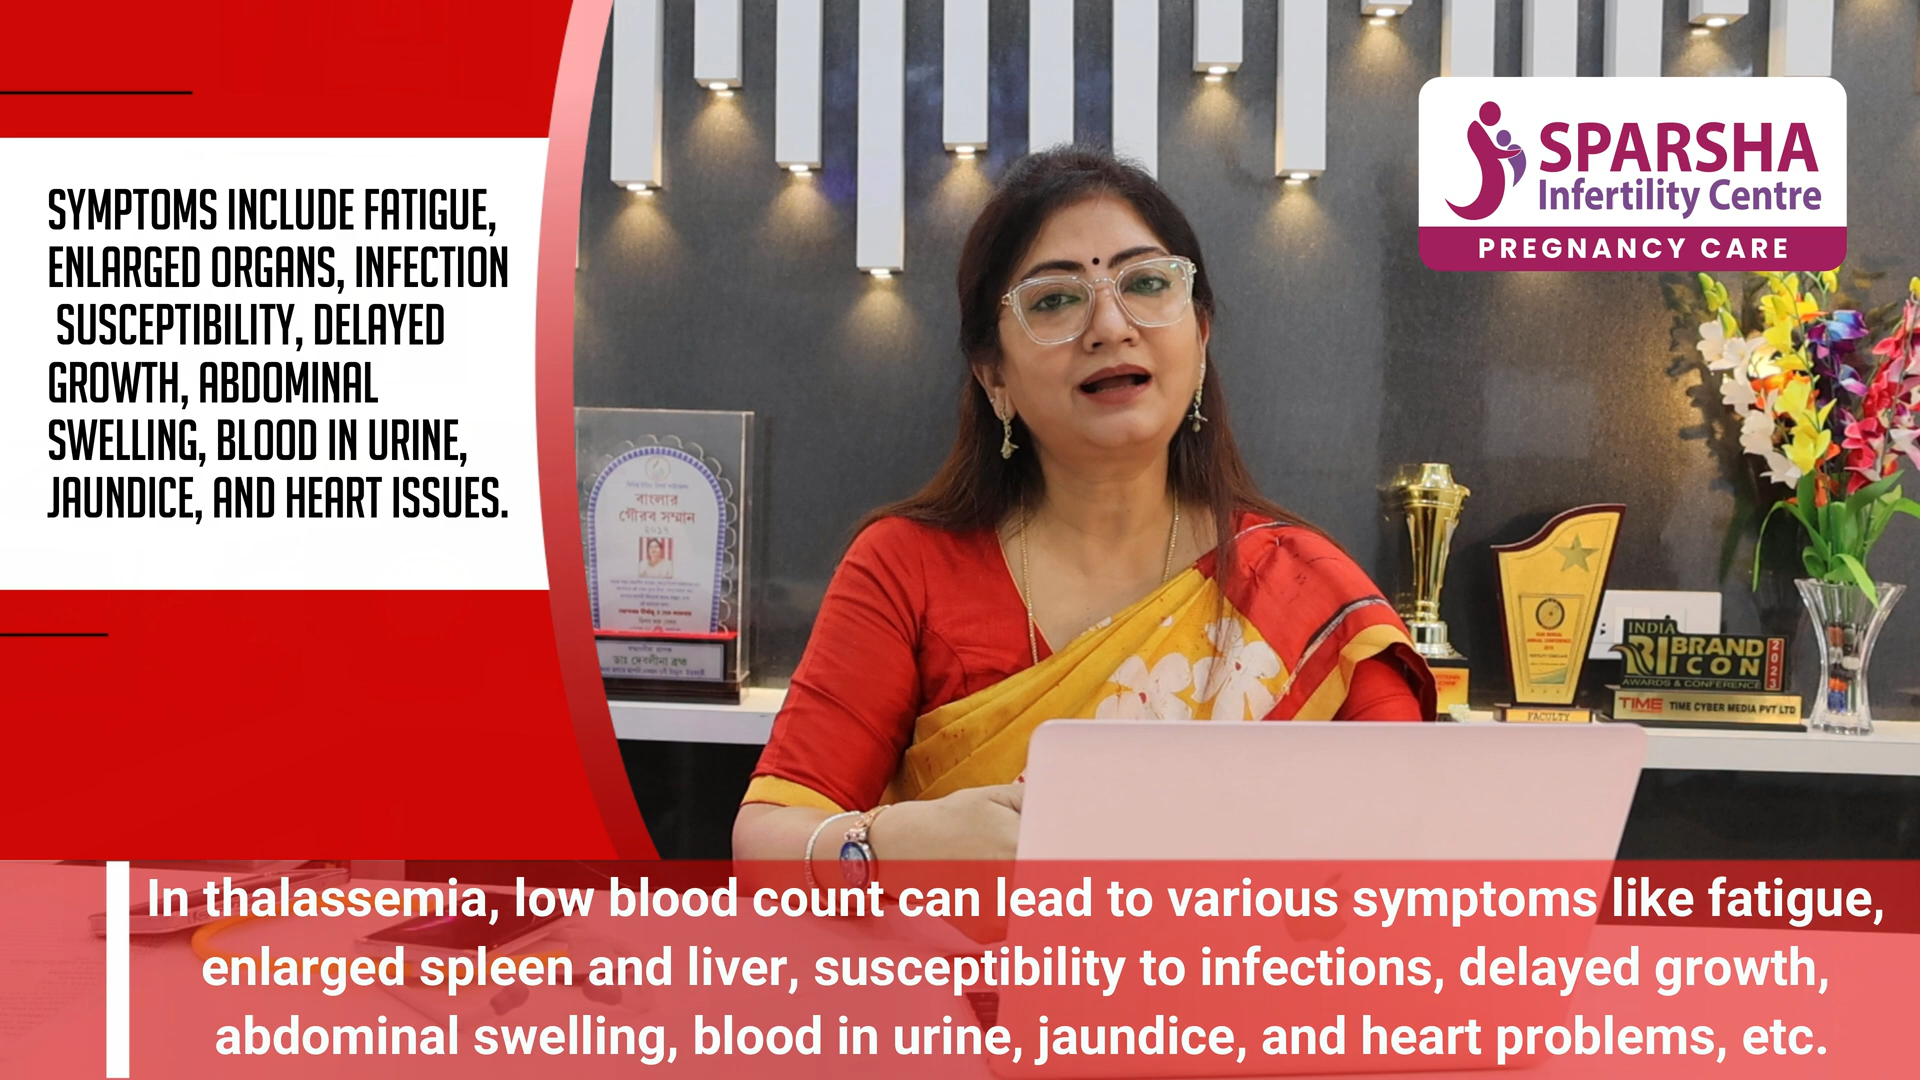 SYMPTOMS INCLUDE FATIGUE,
ENLARGED ORGANS, INFECTION
SUSCEPTIBILITY, DELAYED
GROWTH, ABDOMINAL
SWELLING, BLOOD IN URINE,
JAUNDICE, AND HEART ISSUES.
SPARSHA
Infertility Centre
PREGNANCY CARE
বাংলার
গৌরব সম্মান
২০১৭
ডাঃ দেবলীনা ব্রহ্ম
FACULTY
INDIA
BRAND
ICON
2023
AWARDS & CONFERENCE
TIME TIME CYBER MEDIA PVT LTD
In thalassemia, low blood count can lead to various symptoms like fatigue,
enlarged spleen and liver, susceptibility to infections, delayed growth,
abdominal swelling, blood in urine, jaundice, and heart problems, etc.